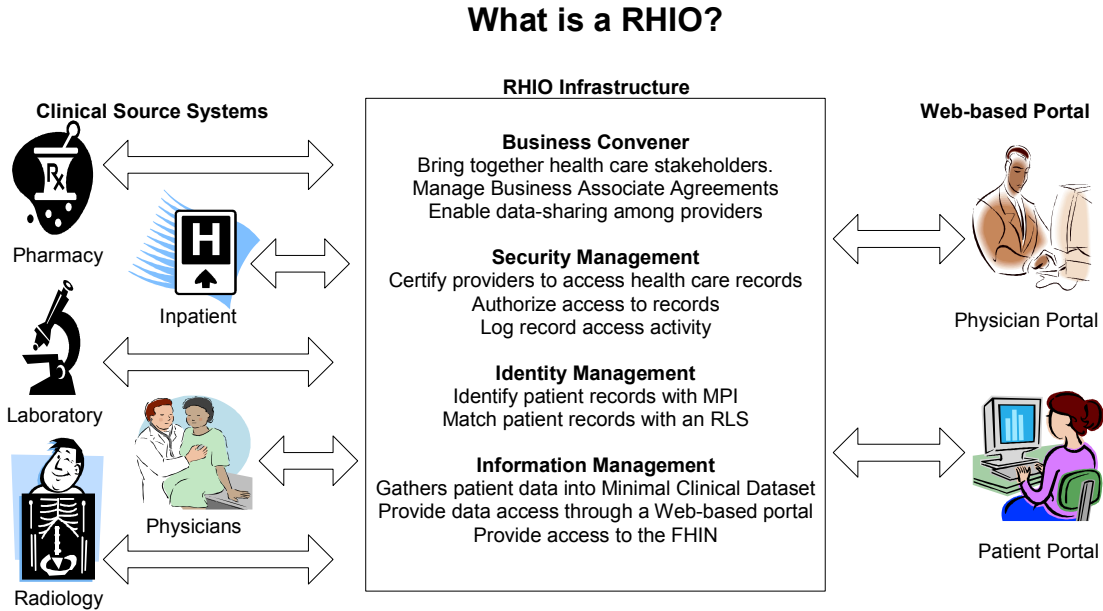 What is a RHIO?
Clinical Source Systems
Rx
Pharmacy
H
Inpatient
Laboratory
Physicians
Radiology
RHIO Infrastructure
Business Convener
Bring together health care stakeholders.
Manage Business Associate Agreements
Enable data-sharing among providers
Security Management
Certify providers to access health care records
Authorize access to records
Log record access activity
Identity Management
Identify patient records with MPI
Match patient records with an RLS
Information Management
Gathers patient data into Minimal Clinical Dataset
Provide data access through a Web-based portal
Provide access to the FHIN
Web-based Portal
Physician Portal
Patient Portal